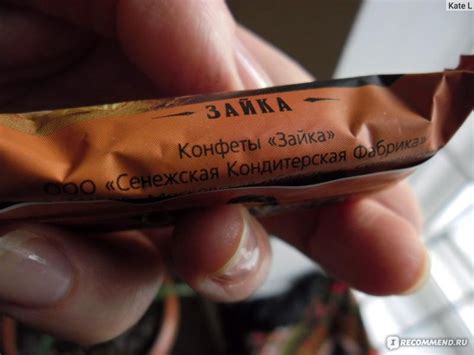 Kate L
ЗАЙКА
Конфеты «Зайка»
ООО «Сенежская Кондитерская Фабрика»
IRECOMMEND.RU